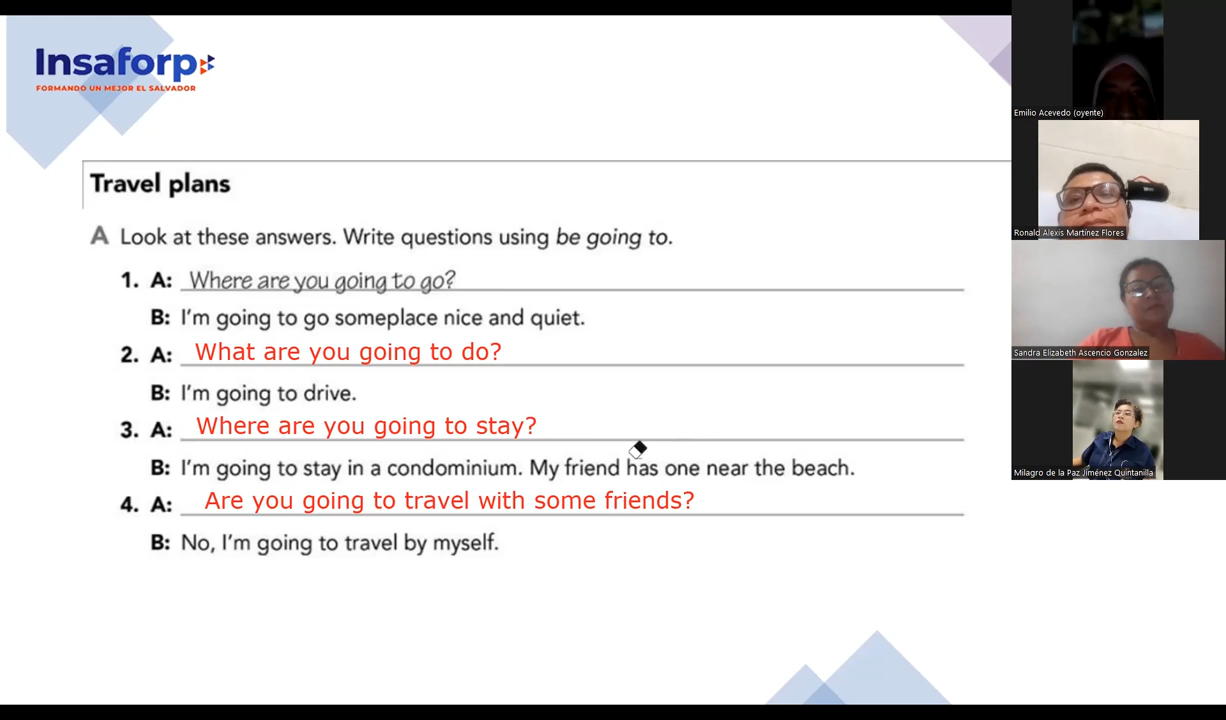 Insaforp
FORMANDO UN MEJOR EL SALVADOR
Travel plans
A Look at these answers. Write questions using be going to.
1. A: Where are you going to go?
B: I'm going to go someplace nice and quiet.
2. A: What are you going to do?
B: I'm going to drive.
3. A: Where are you going to stay?
B: I'm going to stay in a condominium. My friend has one near the beach.
4. A: Are you going to travel with some friends?
B: No, I'm going to travel by myself.
Emilio Acevedo (oyente)
Ronald Alexis Martínez Flores
Sandra Elizabeth Ascencio Gonzalez
Milagro de la Paz Jiménez Quintanilla